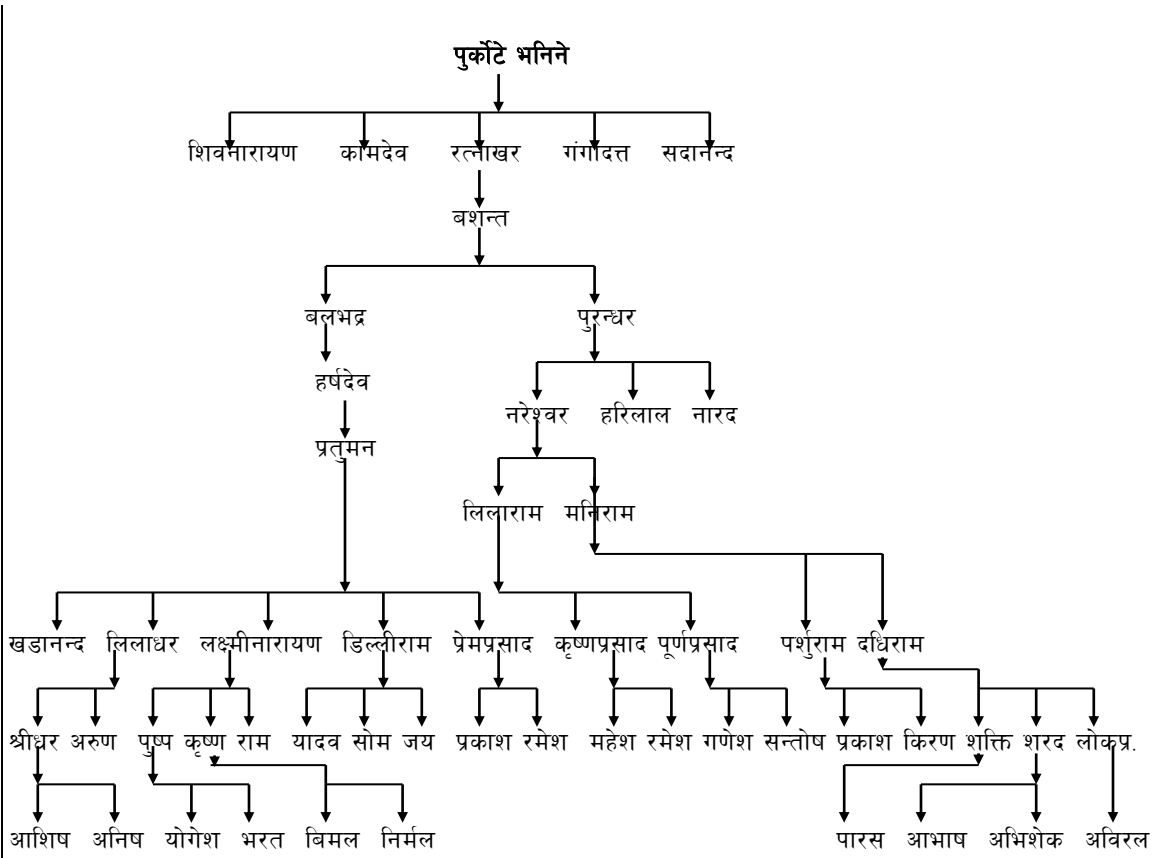 पुर्कोटे भनिने
शिवनारायण कामदेव रत्नाखर गंगादत्त सदानन्द
बशन्त
बलभद्र पुरन्धर
हर्षदेव
नरेश्वर हरिलाल नारद
प्रतुमन
लिलाराम मनिराम
खडानन्द लिलाधर लक्ष्मीनारायण डिल्लीराम प्रेमप्रसाद कृष्णप्रसाद पूर्णप्रसाद पर्शुराम दधिराम
श्रीधर अरुण पुष्प कृष्ण राम यादव सोम जय प्रकाश रमेश महेश रमेश गणेश सन्तोष प्रकाश किरण शक्ति शरद लोकप्र.
आशिष अनिष योगेश भरत बिमल निर्मल पारस आभाष अभिशेक अविरल